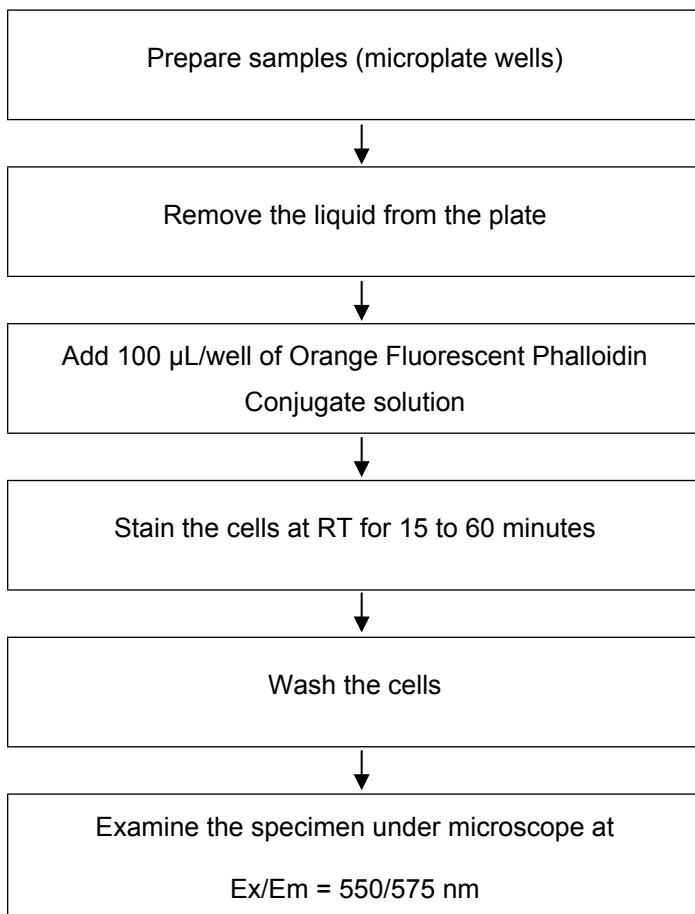 Prepare samples (microplate wells)
Remove the liquid from the plate
Add 100 µL/well of Orange Fluorescent Phalloidin
Conjugate solution
Stain the cells at RT for 15 to 60 minutes
Wash the cells
Examine the specimen under microscope at
Ex/Em = 550/575 nm